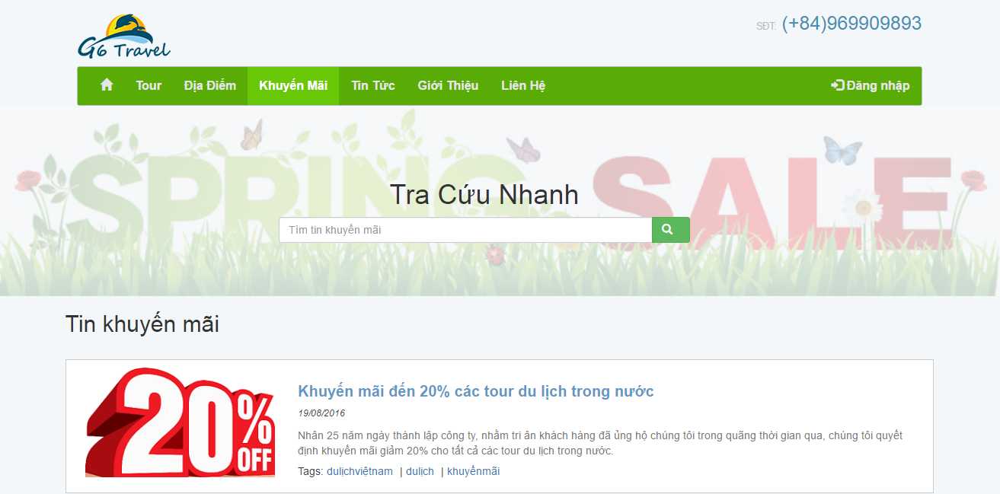 G6 Travel
SĐT: (+84)969909893
Tour Địa Điểm Khuyến Mãi Tin Tức Giới Thiệu Liên Hệ Đăng nhập
SPRING SALE
Tra Cứu Nhanh
Tìm tin khuyến mãi
Tin khuyến mãi
20% OFF
Khuyến mãi đến 20% các tour du lịch trong nước
19/08/2016
Nhân 25 năm ngày thành lập công ty, nhằm tri ân khách hàng đã ủng hộ chúng tôi trong quãng thời gian qua, chúng tôi quyết
định khuyến mãi giảm 20% cho tất cả các tour du lịch trong nước.
Tags: dulịchviệtnam | dulịch | khuyếnmãi